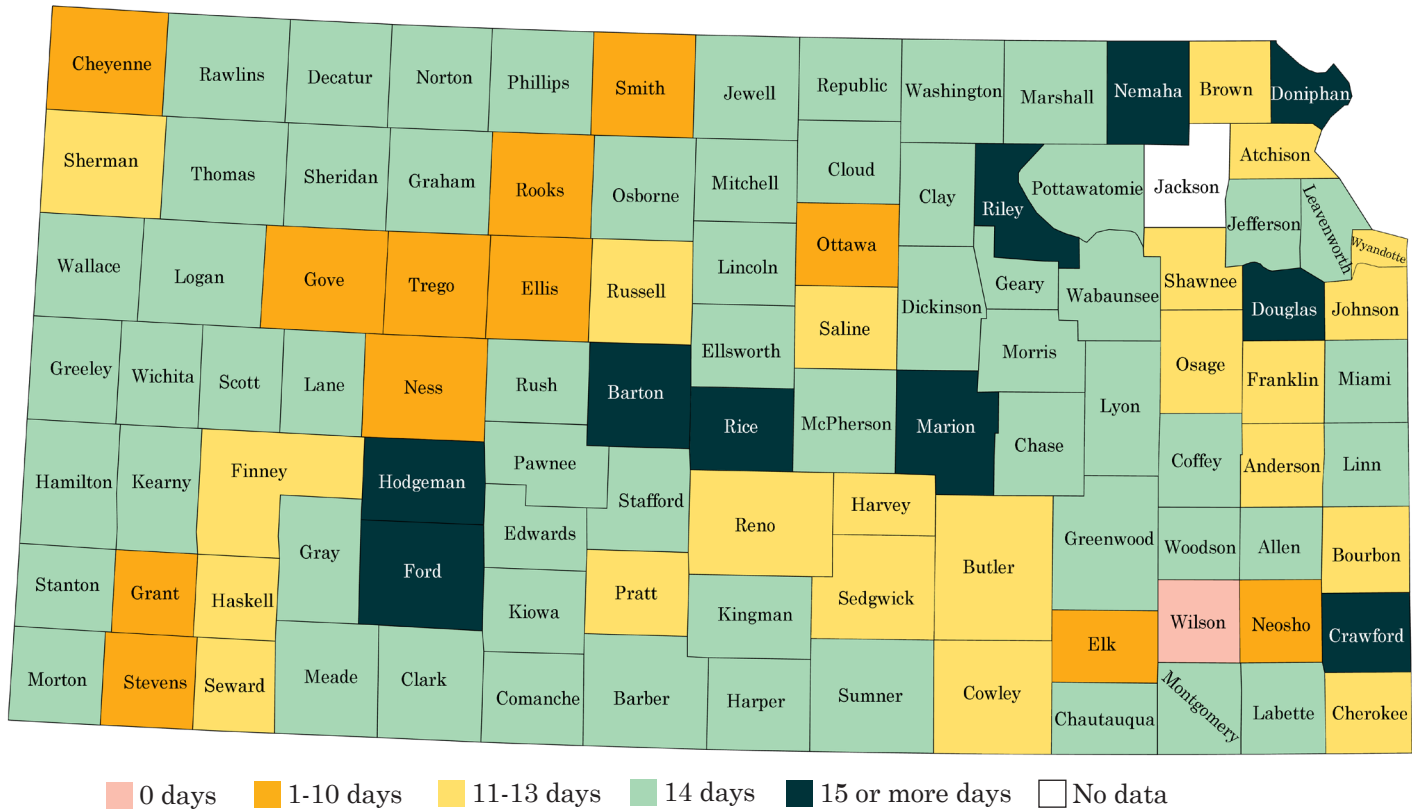 Cheyenne
Rawlins
Decatur
Norton
Phillips
Smith
Jewell
Republic
Washington
Marshall
Nemaha
Brown
Doniphan
Sherman
Thomas
Sheridan
Graham
Rooks
Osborne
Mitchell
Cloud
Clay
Riley
Pottawatomie
Jackson
Atchison
Jefferson
Leavenworth
Wyandotte
Wallace
Logan
Gove
Trego
Ellis
Russell
Lincoln
Ottawa
Saline
Dickinson
Geary
Wabaunsee
Shawnee
Douglas
Johnson
Greeley
Wichita
Scott
Lane
Ness
Rush
Barton
Ellsworth
Rice
McPherson
Marion
Morris
Chase
Lyon
Osage
Franklin
Miami
Hamilton
Kearny
Finney
Hodgeman
Pawnee
Stafford
Edwards
Reno
Harvey
Butler
Greenwood
Coffey
Anderson
Linn
Stanton
Grant
Haskell
Gray
Ford
Kiowa
Pratt
Kingman
Sedgwick
Elk
Woodson
Allen
Bourbon
Wilson
Neosho
Crawford
Morton
Stevens
Seward
Meade
Clark
Comanche
Barber
Harper
Sumner
Cowley
Chautauqua
Montgomery
Labette
Cherokee
0 days
1-10 days
11-13 days
14 days
15 or more days
No data